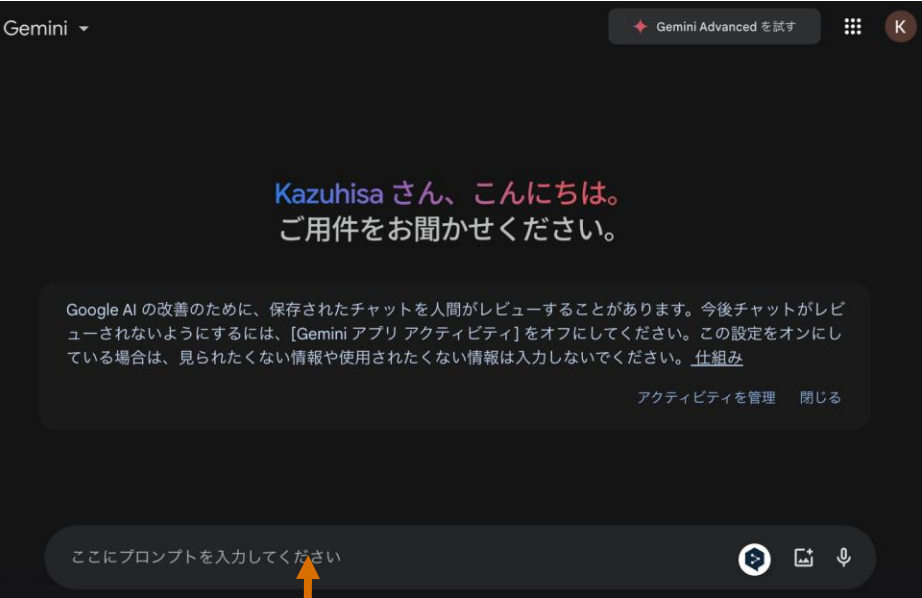 Gemini
Gemini Advanced を試す
K
Kazuhisa さん、こんにちは。
ご用件をお聞かせください。
Google AI の改善のために、保存されたチャットを人間がレビューすることがあります。今後チャットがレビ
ューされないようにするには、[Gemini アプリ アクティビティ] をオフにしてください。この設定をオンにし
ている場合は、見られたくない情報や使用されたくない情報は入力しないでください。 仕組み
アクティビティを管理 閉じる
ここにプロンプトを入力してください